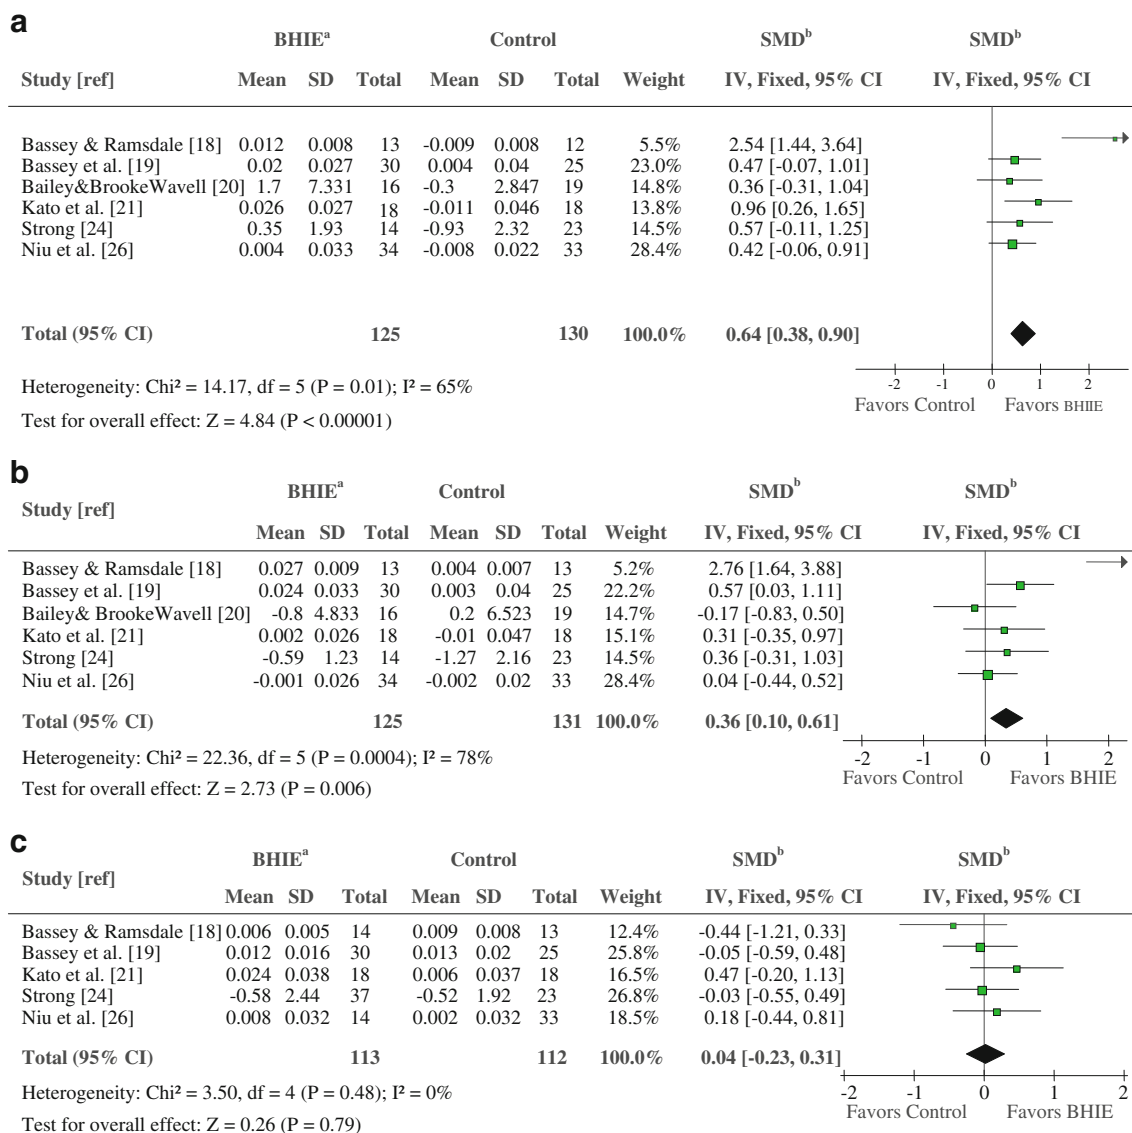 a
BHIEᵃ Control SMDᵇ SMDᵇ
Study [ref] Mean SD Total Mean SD Total Weight IV, Fixed, 95% CI IV, Fixed, 95% CI
Bassey & Ramsdale [18] 0.012 0.008 13 -0.009 0.008 12 5.5% 2.54 [1.44, 3.64]
Bassey et al. [19] 0.02 0.027 30 0.004 0.04 25 23.0% 0.47 [-0.07, 1.01]
Bailey&BrookeWavell [20] 1.7 7.331 16 -0.3 2.847 19 14.8% 0.36 [-0.31, 1.04]
Kato et al. [21] 0.026 0.027 18 -0.011 0.046 18 13.8% 0.96 [0.26, 1.65]
Strong [24] 0.35 1.93 14 -0.93 2.32 23 14.5% 0.57 [-0.11, 1.25]
Niu et al. [26] 0.004 0.033 34 -0.008 0.022 33 28.4% 0.42 [-0.06, 0.91]
Total (95% CI) 125 130 100.0% 0.64 [0.38, 0.90]
Heterogeneity: Chi² = 14.17, df = 5 (P = 0.01); I² = 65%
-2 -1 0 1 2
Favors Control Favors BHIIE
Test for overall effect: Z = 4.84 (P < 0.00001)
b
BHIEᵃ Control SMDᵇ SMDᵇ
Study [ref]
Mean SD Total Mean SD Total Weight IV, Fixed, 95% CI IV, Fixed, 95% CI
Bassey & Ramsdale [18] 0.027 0.009 13 0.004 0.007 13 5.2% 2.76 [1.64, 3.88]
Bassey et al. [19] 0.024 0.033 30 0.003 0.04 25 22.2% 0.57 [0.03, 1.11]
Bailey& BrookeWavell [20] -0.8 4.833 16 0.2 6.523 19 14.7% -0.17 [-0.83, 0.50]
Kato et al. [21] 0.002 0.026 18 -0.01 0.047 18 15.1% 0.31 [-0.35, 0.97]
Strong [24] -0.59 1.23 14 -1.27 2.16 23 14.5% 0.36 [-0.31, 1.03]
Niu et al. [26] -0.001 0.026 34 -0.002 0.02 33 28.4% 0.04 [-0.44, 0.52]
Total (95% CI) 125 131 100.0% 0.36 [0.10, 0.61]
Heterogeneity: Chi² = 22.36, df = 5 (P = 0.0004); I² = 78%
-2 -1 0 1 2
Favors Control Favors BHIE
Test for overall effect: Z = 2.73 (P = 0.006)
c
BHIEᵃ Control SMDᵇ SMDᵇ
Study [ref]
Mean SD Total Mean SD Total Weight IV, Fixed, 95% CI IV, Fixed, 95% CI
Bassey & Ramsdale [18] 0.006 0.005 14 0.009 0.008 13 12.4% -0.44 [-1.21, 0.33]
Bassey et al. [19] 0.012 0.016 30 0.013 0.02 25 25.8% -0.05 [-0.59, 0.48]
Kato et al. [21] 0.024 0.038 18 0.006 0.037 18 16.5% 0.47 [-0.20, 1.13]
Strong [24] -0.58 2.44 37 -0.52 1.92 23 26.8% -0.03 [-0.55, 0.49]
Niu et al. [26] 0.008 0.032 14 0.002 0.032 33 18.5% 0.18 [-0.44, 0.81]
Total (95% CI) 113 112 100.0% 0.04 [-0.23, 0.31]
Heterogeneity: Chi² = 3.50, df = 4 (P = 0.48); I² = 0%
-2 -1 0 1 2
Favors Control Favors BHIE
Test for overall effect: Z = 0.26 (P = 0.79)